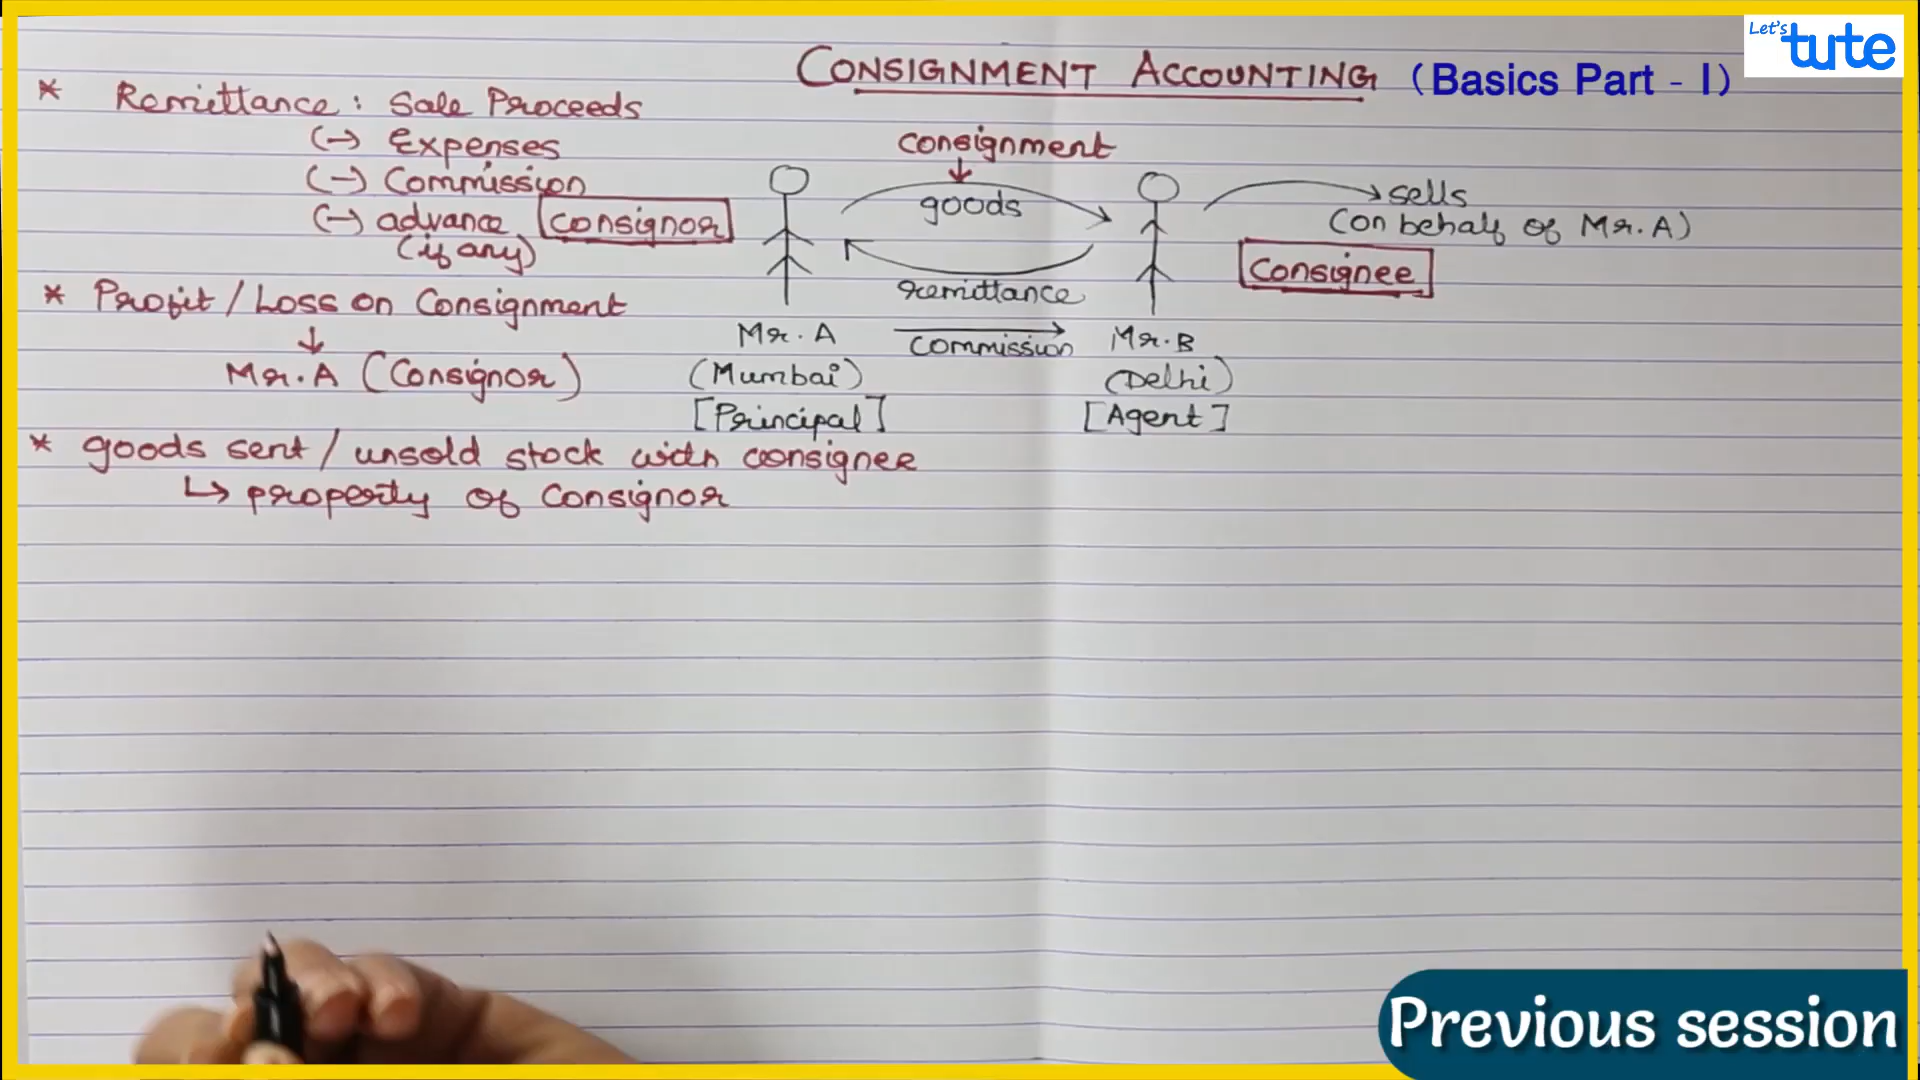 Let's tute
CONSIGNMENT ACCOUNTING (Basics Part - I)
* Remittance: Sale Proceeds
(-) Expenses
(-) Commission
(-) advance
(if any)
* Profit / Loss on Consignment
↓
Mr. A (Consignor)
* goods sent / unsold stock with consignee
↳ property of Consignor
consignment
↓
goods
→ sells
(on behalf of Mr. A)
consignor
Consignee
remittance
Mr. A
commission
Mr. B
(Mumbai)
(Delhi)
[Principal]
[Agent]
Previous session